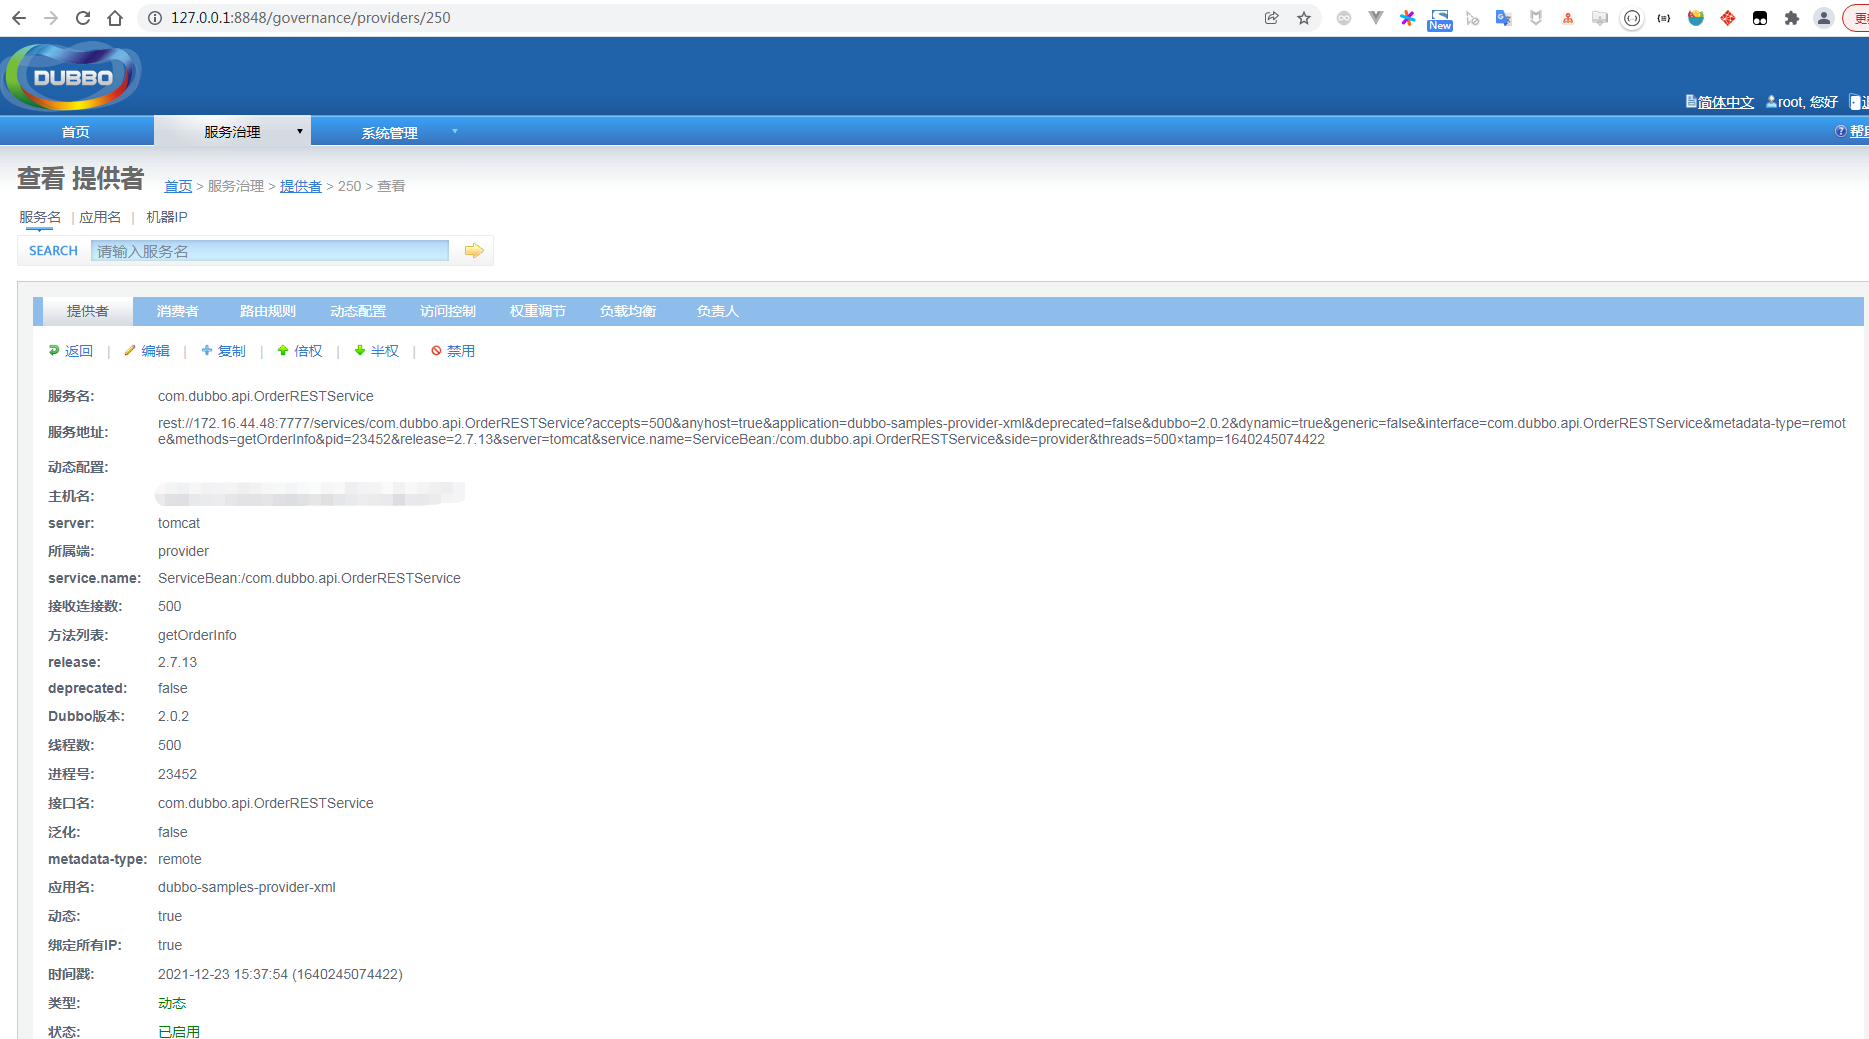 127.0.0.1:8848/governance/providers/250
New
DUBBO
简体中文 root, 您好
首页 服务治理 系统管理
查看 提供者 首页 > 服务治理 > 提供者 > 250 > 查看
服务名 | 应用名 | 机器IP
SEARCH 请输入服务名
提供者 消费者 路由规则 动态配置 访问控制 权重调节 负载均衡 负责人
返回 | 编辑 | 复制 | 倍权 | 半权 | 禁用
服务名: com.dubbo.api.OrderRESTService
服务地址: rest://172.16.44.48:7777/services/com.dubbo.api.OrderRESTService?accepts=500&anyhost=true&application=dubbo-samples-provider-xml&deprecated=false&dubbo=2.0.2&dynamic=true&generic=false&interface=com.dubbo.api.OrderRESTService&metadata-type=remot
e&methods=getOrderInfo&pid=23452&release=2.7.13&server=tomcat&service.name=ServiceBean:/com.dubbo.api.OrderRESTService&side=provider&threads=500×tamp=1640245074422
动态配置:
主机名:
server: tomcat
所属端: provider
service.name: ServiceBean:/com.dubbo.api.OrderRESTService
接收连接数: 500
方法列表: getOrderInfo
release: 2.7.13
deprecated: false
Dubbo版本: 2.0.2
线程数: 500
进程号: 23452
接口名: com.dubbo.api.OrderRESTService
泛化: false
metadata-type: remote
应用名: dubbo-samples-provider-xml
动态: true
绑定所有IP: true
时间戳: 2021-12-23 15:37:54 (1640245074422)
类型: 动态
状态: 已启用